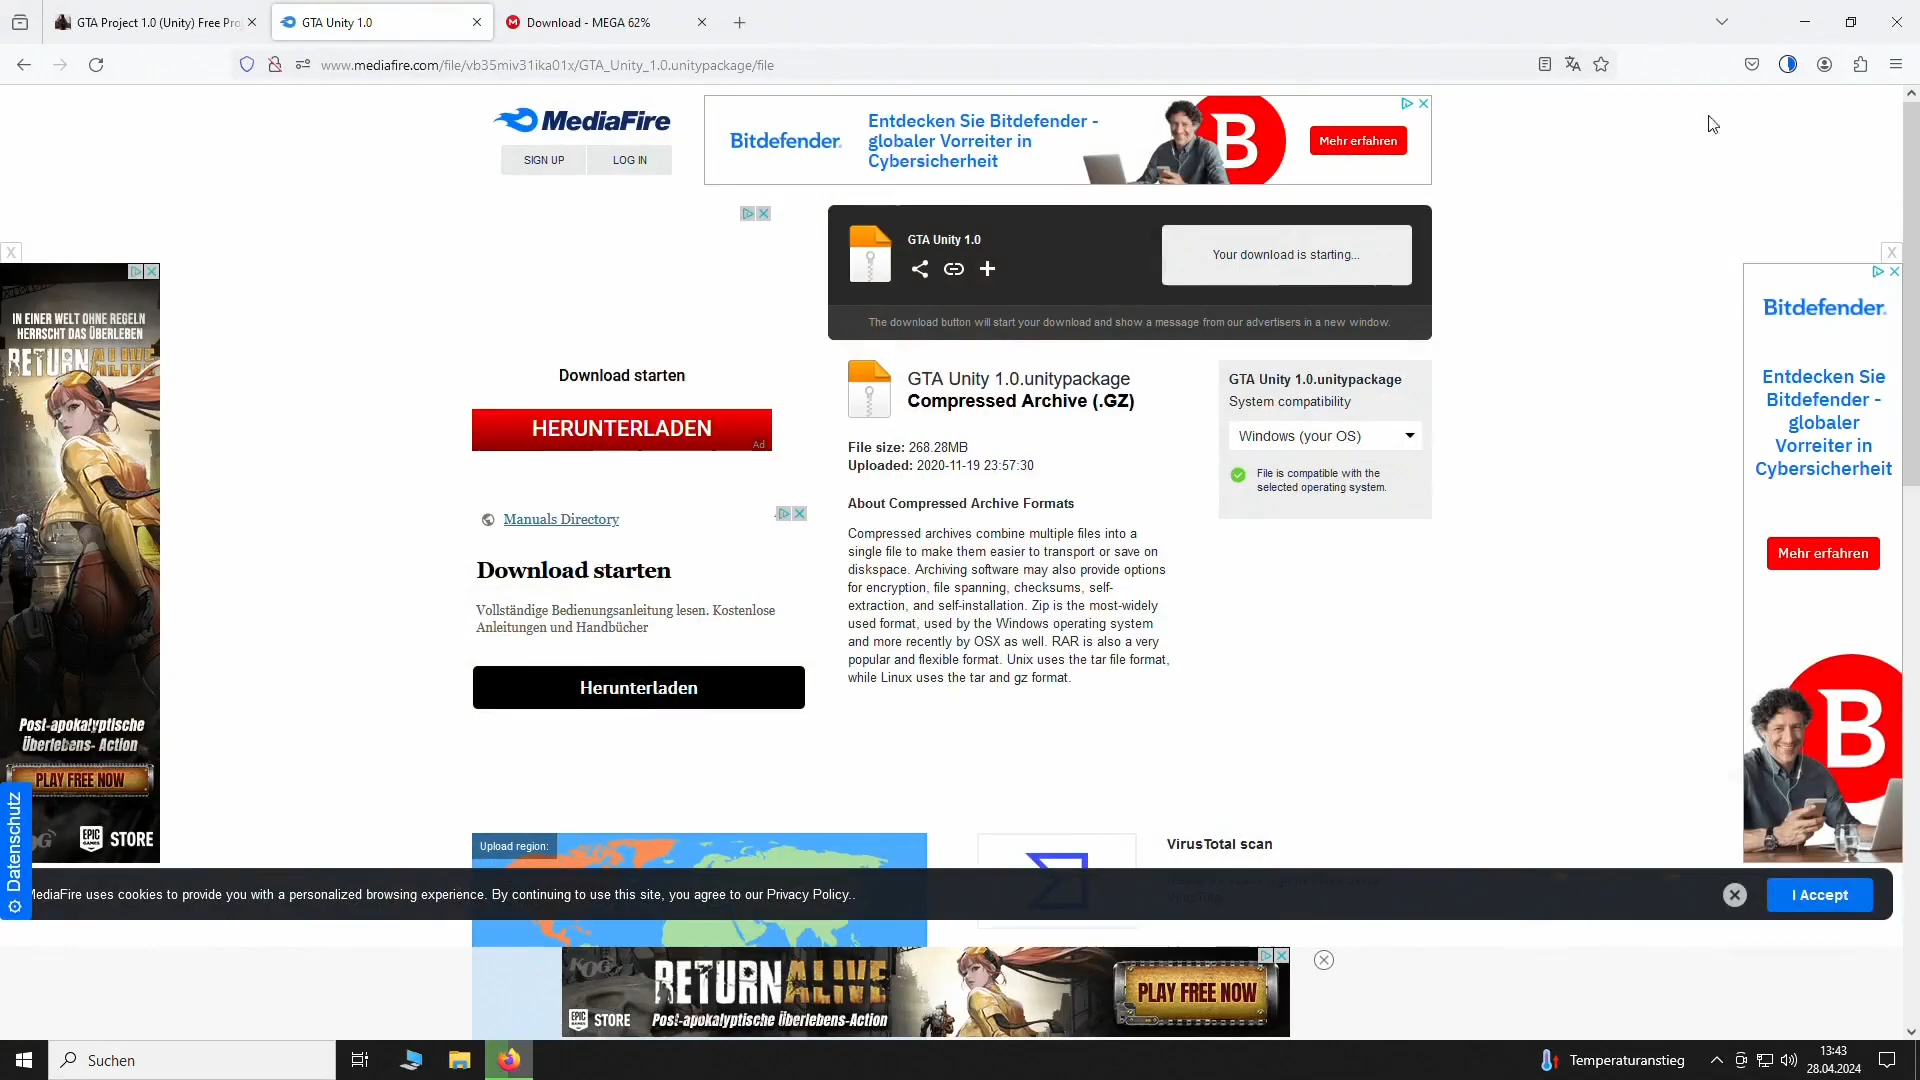 GTA Project 1.0 (Unity) Free Pro
GTA Unity 1.0
Download - MEGA 62%
www.mediafire.com/file/vb35miv31ika01x/GTA_Unity_1.0.unitypackage/file
MediaFire
SIGN UP
LOG IN
Bitdefender.
Entdecken Sie Bitdefender -
globaler Vorreiter in
Cybersicherheit
B
Mehr erfahren
GTA Unity 1.0
Your download is starting...
The download button will start your download and show a message from our advertisers in a new window.
X
IN EINER WELT OHNE REGELN
HERRSCHT DAS ÜBERLEBEN
RETURN ALIVE
Post-apokalyptische
Überlebens- Action
PLAY FREE NOW
EPIC GAMES STORE
Datenschutz
Download starten
HERUNTERLADEN
Ad
Manuals Directory
Download starten
Vollständige Bedienungsanleitung lesen. Kostenlose
Anleitungen und Handbücher
Herunterladen
GTA Unity 1.0.unitypackage
Compressed Archive (.GZ)
File size: 268.28MB
Uploaded: 2020-11-19 23:57:30
About Compressed Archive Formats
Compressed archives combine multiple files into a
single file to make them easier to transport or save on
diskspace. Archiving software may also provide options
for encryption, file spanning, checksums, self-
extraction, and self-installation. Zip is the most-widely
used format, used by the Windows operating system
and more recently by OSX as well. RAR is also a very
popular and flexible format. Unix uses the tar file format,
while Linux uses the tar and gz format.
GTA Unity 1.0.unitypackage
System compatibility
Windows (your OS)
File is compatible with the
selected operating system.
X
Bitdefender.
Entdecken Sie
Bitdefender -
globaler
Vorreiter in
Cybersicherheit
Mehr erfahren
B
Upload region:
VirusTotal scan
MediaFire uses cookies to provide you with a personalized browsing experience. By continuing to use this site, you agree to our Privacy Policy..
I Accept
KOG
RETURN ALIVE
EPIC GAMES STORE
Post-apokalyptische Überlebens-Action
PLAY FREE NOW
Suchen
Temperaturanstieg
13:43
28.04.2024